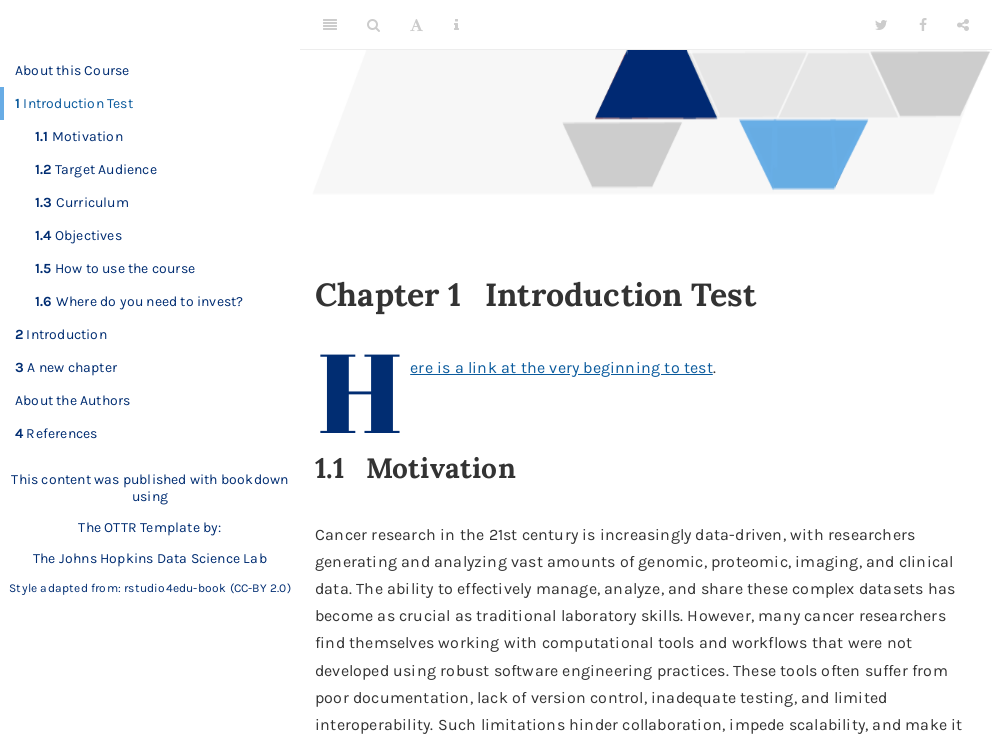 About this Course
1 Introduction Test
1.1 Motivation
1.2 Target Audience
1.3 Curriculum
1.4 Objectives
1.5 How to use the course
1.6 Where do you need to invest?
2 Introduction
3 A new chapter
About the Authors
4 References
This content was published with bookdown
using
The OTTR Template by:
The Johns Hopkins Data Science Lab
Style adapted from: rstudio4edu-book (CC-BY 2.0)
Chapter 1 Introduction Test
Here is a link at the very beginning to test.
1.1 Motivation
Cancer research in the 21st century is increasingly data-driven, with researchers
generating and analyzing vast amounts of genomic, proteomic, imaging, and clinical
data. The ability to effectively manage, analyze, and share these complex datasets has
become as crucial as traditional laboratory skills. However, many cancer researchers
find themselves working with computational tools and workflows that were not
developed using robust software engineering practices. These tools often suffer from
poor documentation, lack of version control, inadequate testing, and limited
interoperability. Such limitations hinder collaboration, impede scalability, and make it